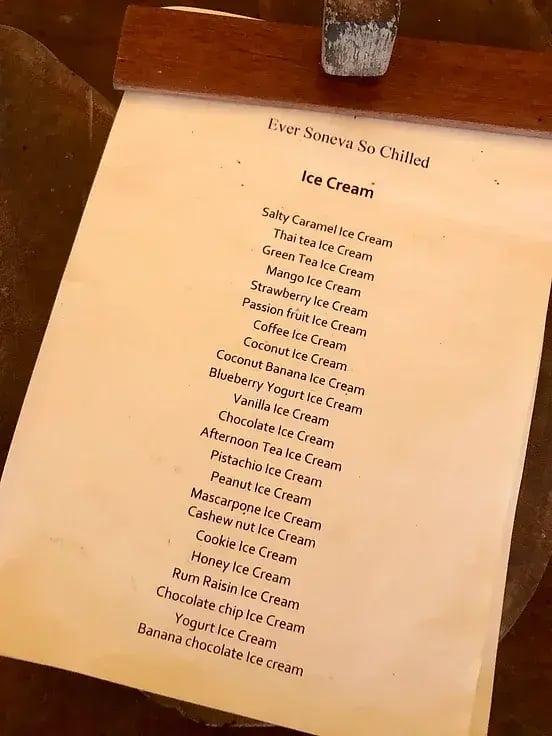 Ever Soneva So Chilled
Ice Cream
Salty Caramel Ice Cream
Thai tea Ice Cream
Green Tea Ice Cream
Mango Ice Cream
Strawberry Ice Cream
Passion fruit Ice Cream
Coffee Ice Cream
Coconut Ice Cream
Coconut Banana Ice Cream
Blueberry Yogurt Ice Cream
Vanilla Ice Cream
Chocolate Ice Cream
Afternoon Tea Ice Cream
Pistachio Ice Cream
Peanut Ice Cream
Mascarpone Ice Cream
Cashew nut Ice Cream
Cookie Ice Cream
Honey Ice Cream
Rum Raisin Ice Cream
Chocolate chip Ice Cream
Yogurt Ice Cream
Banana chocolate Ice cream